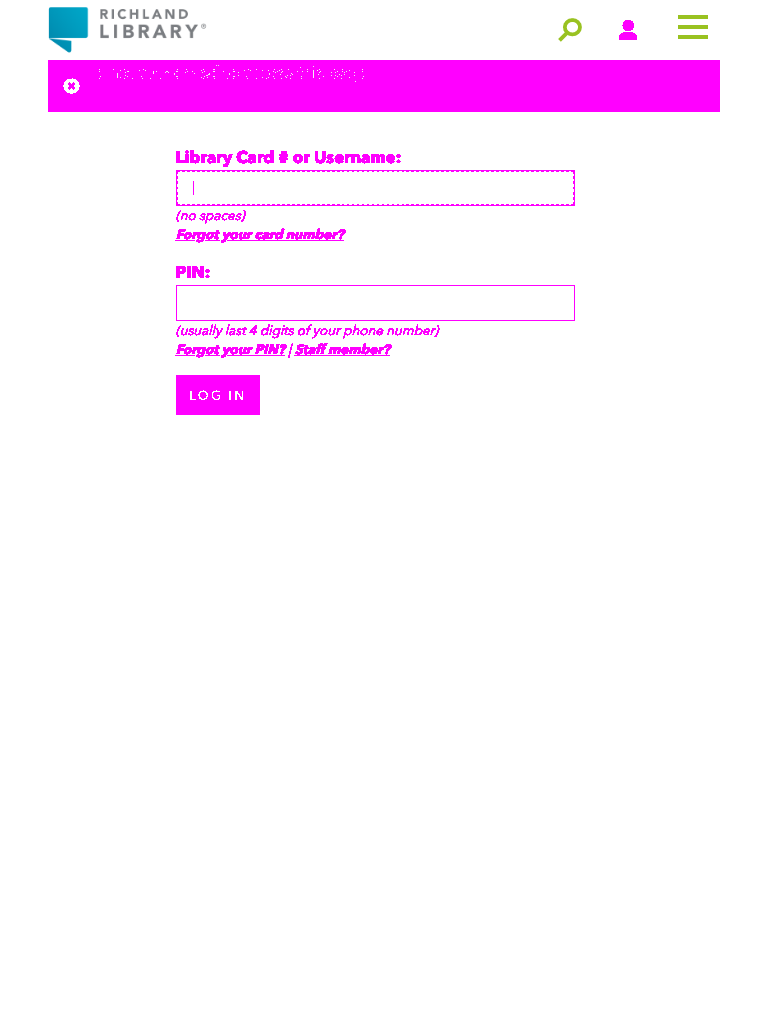 RICHLAND
LIBRARY®
Library Card # or Username:
(no spaces)
Forgot your card number?
PIN:
(usually last 4 digits of your phone number)
Forgot your PIN? | Staff member?
LOG IN